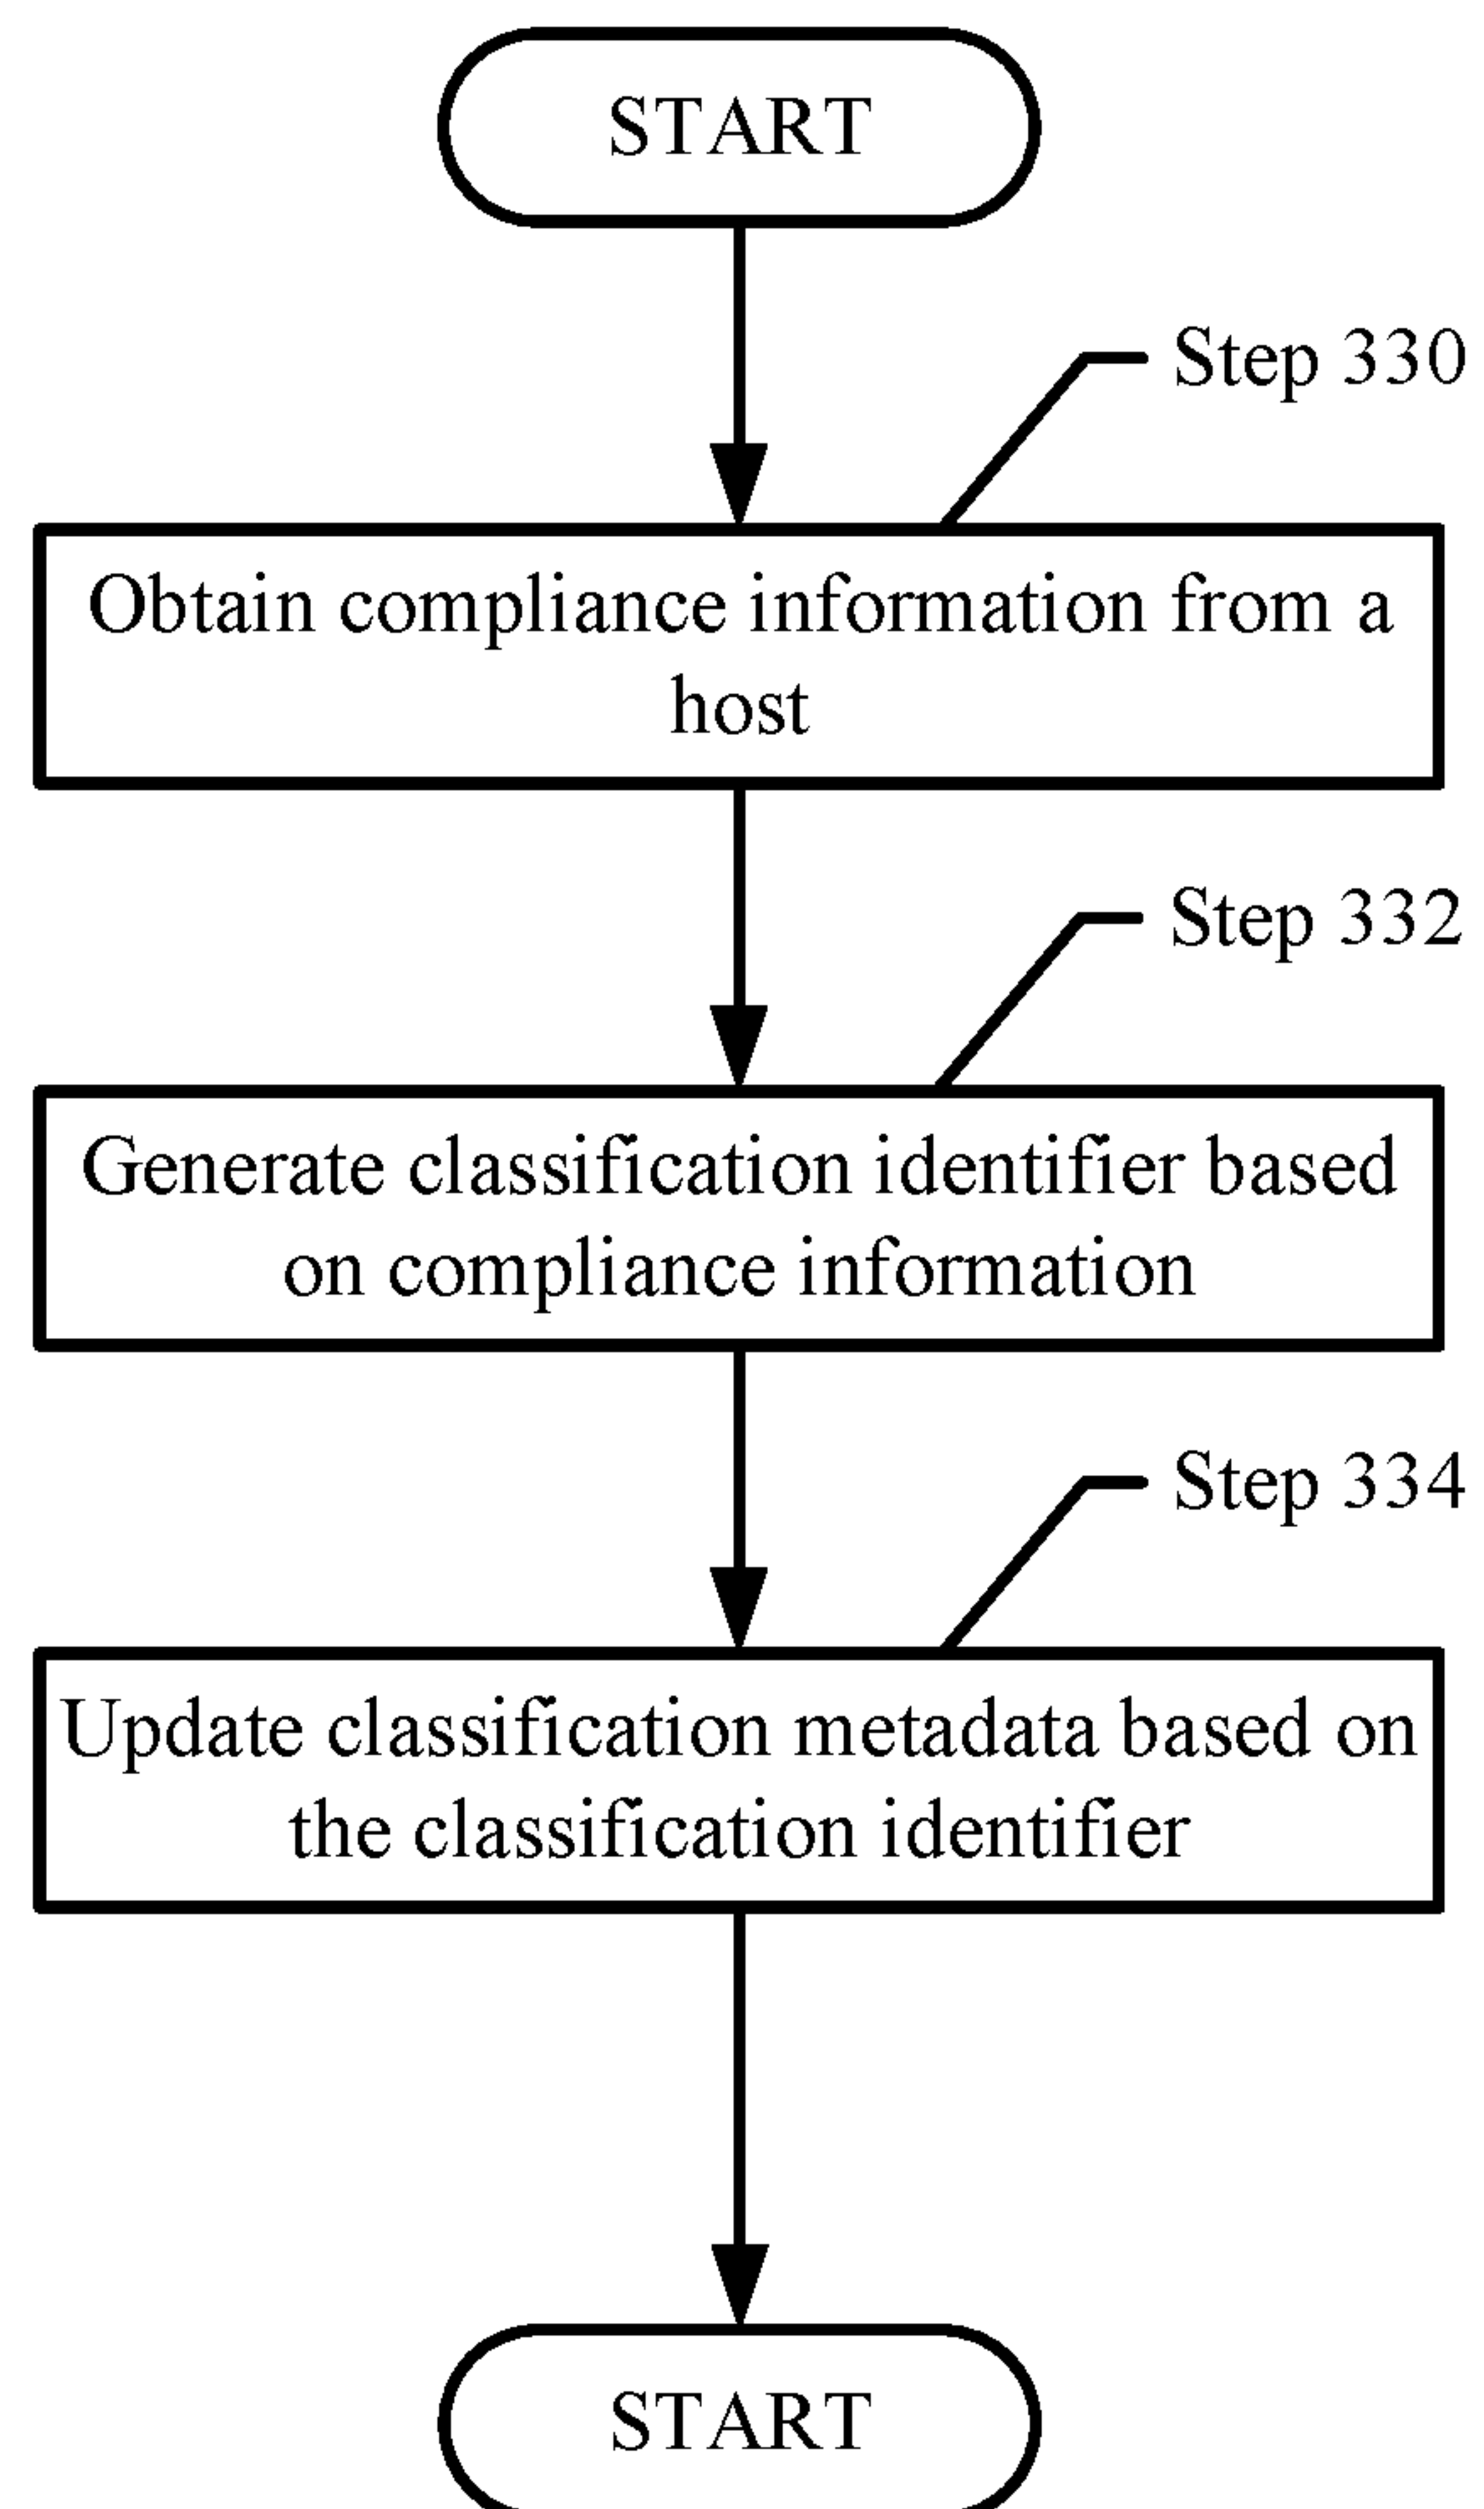 START
Step 330
Obtain compliance information from a
host
Step 332
Generate classification identifier based
on compliance information
Step 334
Update classification metadata based on
the classification identifier
START